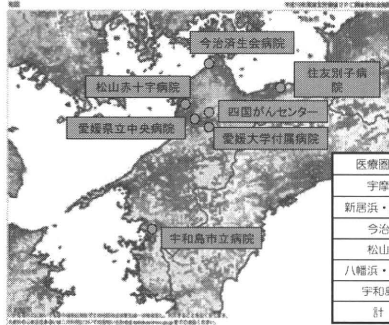 今治済生会病院
住友別子病
院
松山赤十字病院
四国がんセンター
愛媛県立中央病院
愛媛大学付属病院
宇和島市立病院
医療圏
宇摩
新居浜・
今治
松山
八幡浜・
宇和島
計